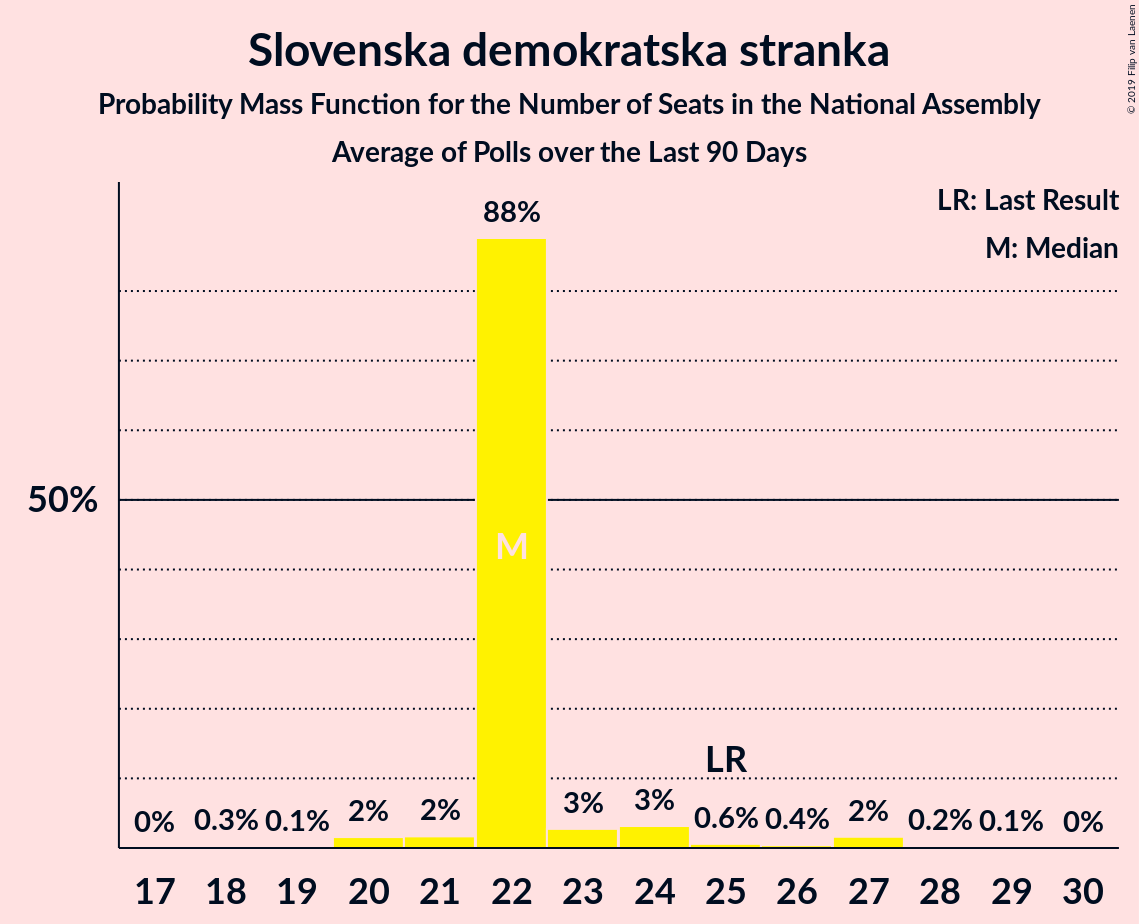 Slovenska demokratska stranka
Probability Mass Function for the Number of Seats in the National Assembly
Average of Polls over the Last 90 Days
© 2019 Filip van Laenen
LR: Last Result
M: Median
88%
50%
M
LR
0% 0.3% 0.1% 2% 2% 3% 3% 0.6% 0.4% 2% 0.2% 0.1% 0%
17 18 19 20 21 22 23 24 25 26 27 28 29 30